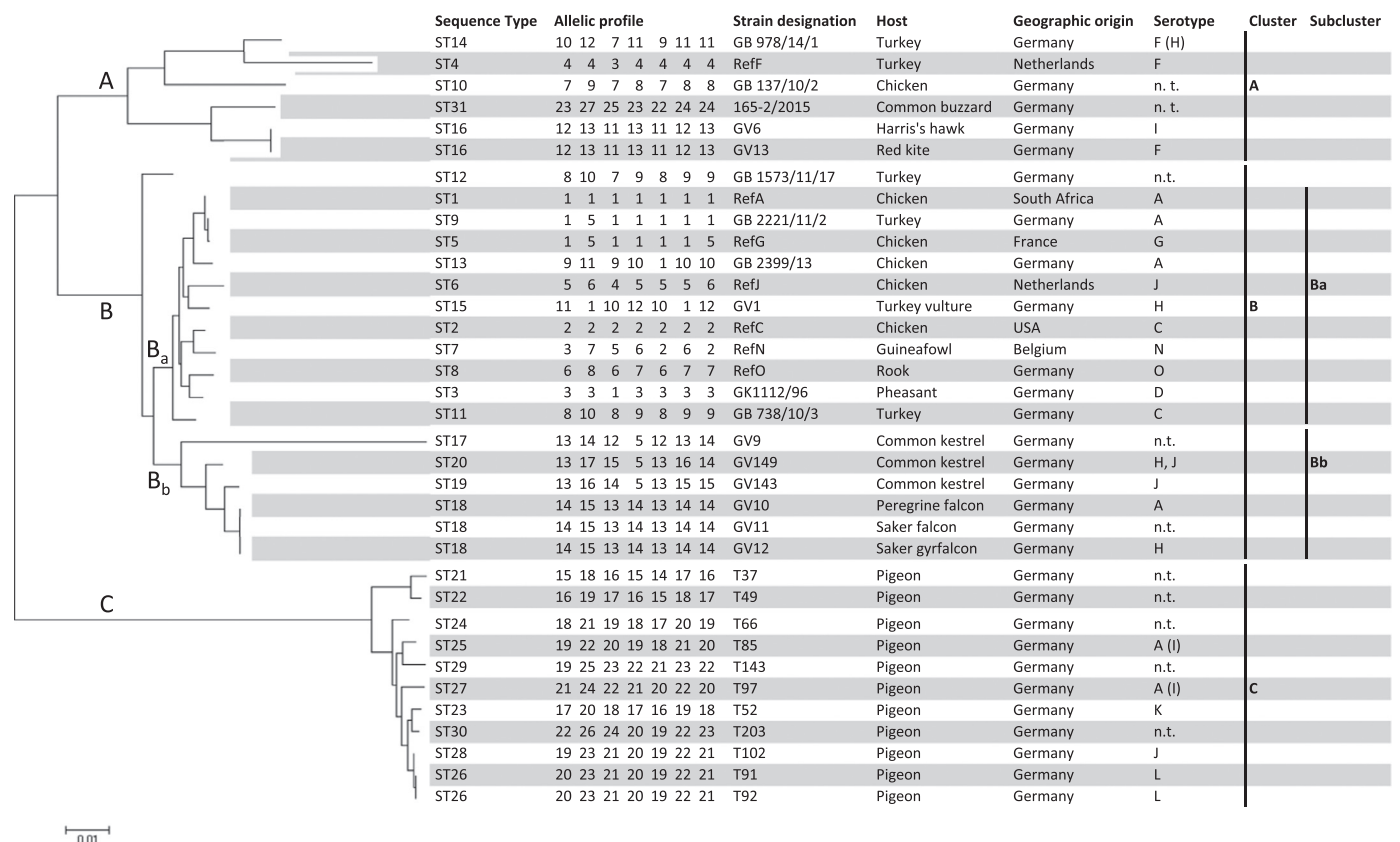 Sequence Type Allelic profile Strain designation Host Geographic origin Serotype Cluster Subcluster
ST14 10 12 7 11 9 11 11 GB 978/14/1 Turkey Germany F (H)
ST4 4 4 3 4 4 4 4 RefF Turkey Netherlands F
A
ST10 7 9 7 8 7 8 8 GB 137/10/2 Chicken Germany n. t. A
ST31 23 27 25 23 22 24 24 165-2/2015 Common buzzard Germany n. t.
ST16 12 13 11 13 11 12 13 GV6 Harris's hawk Germany I
ST16 12 13 11 13 11 12 13 GV13 Red kite Germany F
ST12 8 10 7 9 8 9 9 GB 1573/11/17 Turkey Germany n.t.
ST1 1 1 1 1 1 1 1 RefA Chicken South Africa A
ST9 1 5 1 1 1 1 1 GB 2221/11/2 Turkey Germany A
ST5 1 5 1 1 1 1 5 RefG Chicken France G
ST13 9 11 9 10 1 10 10 GB 2399/13 Chicken Germany A
ST6 5 6 4 5 5 5 6 RefJ Chicken Netherlands J Ba
ST15 11 1 10 12 10 1 12 GV1 Turkey vulture Germany H B
B
ST2 2 2 2 2 2 2 2 RefC Chicken USA C
Ba
ST7 3 7 5 6 2 6 2 RefN Guineafowl Belgium N
ST8 6 8 6 7 6 7 7 RefO Rook Germany O
ST3 3 3 1 3 3 3 3 GK1112/96 Pheasant Germany D
ST11 8 10 8 9 8 9 9 GB 738/10/3 Turkey Germany C
ST17 13 14 12 5 12 13 14 GV9 Common kestrel Germany n.t.
ST20 13 17 15 5 13 16 14 GV149 Common kestrel Germany H, J Bb
Bb
ST19 13 16 14 5 13 15 15 GV143 Common kestrel Germany J
ST18 14 15 13 14 13 14 14 GV10 Peregrine falcon Germany A
ST18 14 15 13 14 13 14 14 GV11 Saker falcon Germany n.t.
ST18 14 15 13 14 13 14 14 GV12 Saker gyrfalcon Germany H
ST21 15 18 16 15 14 17 16 T37 Pigeon Germany n.t.
ST22 16 19 17 16 15 18 17 T49 Pigeon Germany n.t.
C
ST24 18 21 19 18 17 20 19 T66 Pigeon Germany n.t.
ST25 19 22 20 19 18 21 20 T85 Pigeon Germany A (I)
ST29 19 25 23 22 21 23 22 T143 Pigeon Germany n.t.
ST27 21 24 22 21 20 22 20 T97 Pigeon Germany A (I) C
ST23 17 20 18 17 16 19 18 T52 Pigeon Germany K
ST30 22 26 24 20 19 22 23 T203 Pigeon Germany n.t.
ST28 19 23 21 20 19 22 21 T102 Pigeon Germany J
ST26 20 23 21 20 19 22 21 T91 Pigeon Germany L
ST26 20 23 21 20 19 22 21 T92 Pigeon Germany L
0.01